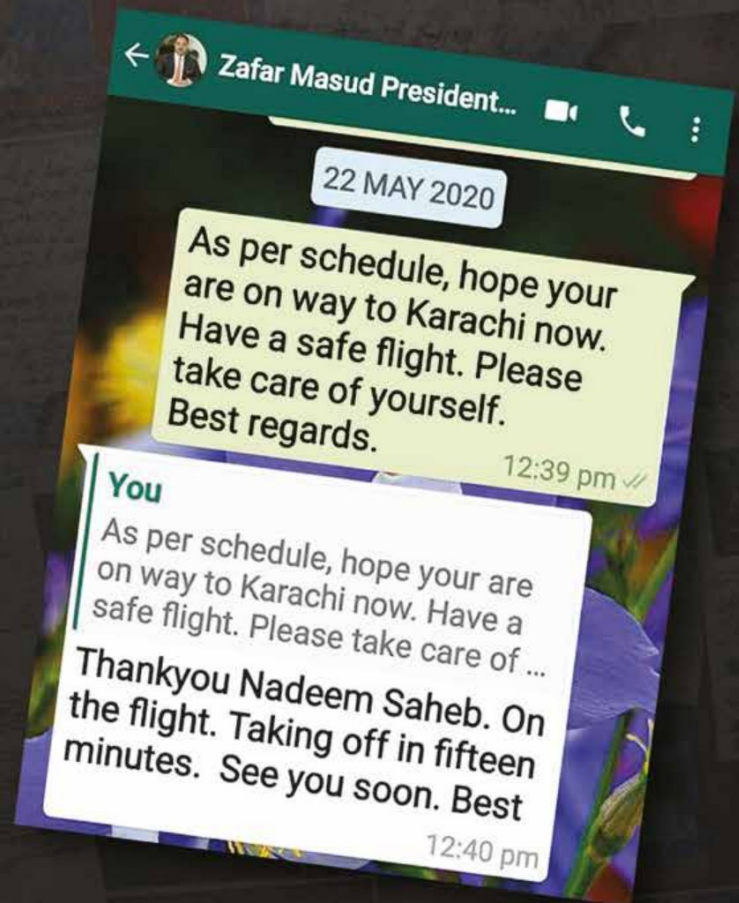 Zafar Masud President...
22 MAY 2020
As per schedule, hope your
are on way to Karachi now.
Have a safe flight. Please
take care of yourself.
Best regards.
12:39 pm
You
As per schedule, hope your are
on way to Karachi now. Have a
safe flight. Please take care of ...
Thankyou Nadeem Saheb. On
the flight. Taking off in fifteen
minutes. See you soon. Best
12:40 pm